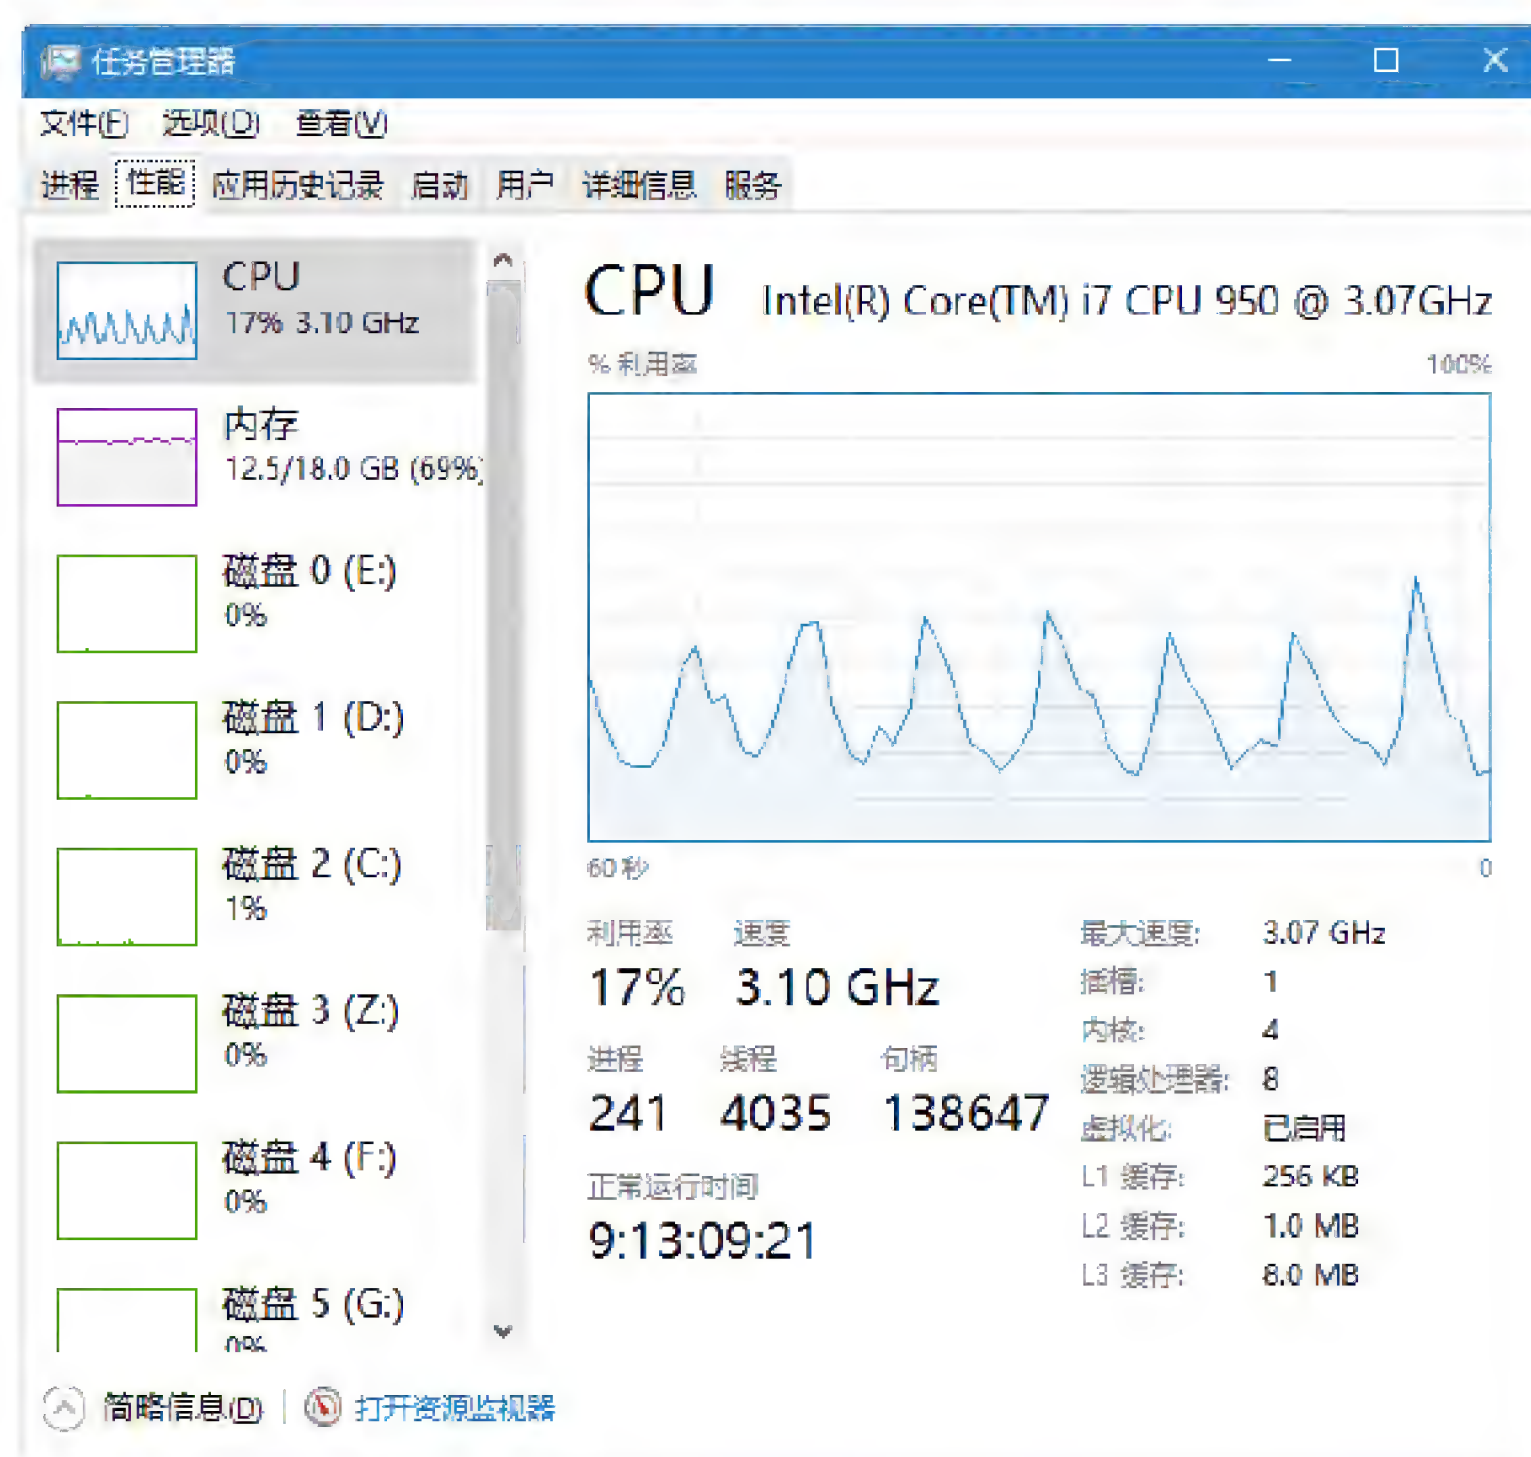 任务管理器
文件(F) 选项(O) 查看(V)
进程 性能 应用历史记录 启动 用户 详细信息 服务
CPU
17% 3.10 GHz
内存
12.5/18.0 GB (69%)
磁盘 0 (E:)
0%
磁盘 1 (D:)
0%
磁盘 2 (C:)
1%
磁盘 3 (Z:)
0%
磁盘 4 (F:)
0%
磁盘 5 (G:)
0%
CPU Intel(R) Core(TM) i7 CPU 950 @ 3.07GHz
% 利用率 100%
60 秒 0
利用率 速度
17% 3.10 GHz
进程 线程 句柄
241 4035 138647
正常运行时间
9:13:09:21
最大速度: 3.07 GHz
插槽: 1
内核: 4
逻辑处理器: 8
虚拟化: 已启用
L1 缓存: 256 KB
L2 缓存: 1.0 MB
L3 缓存: 8.0 MB
简略信息(D) 打开资源监视器